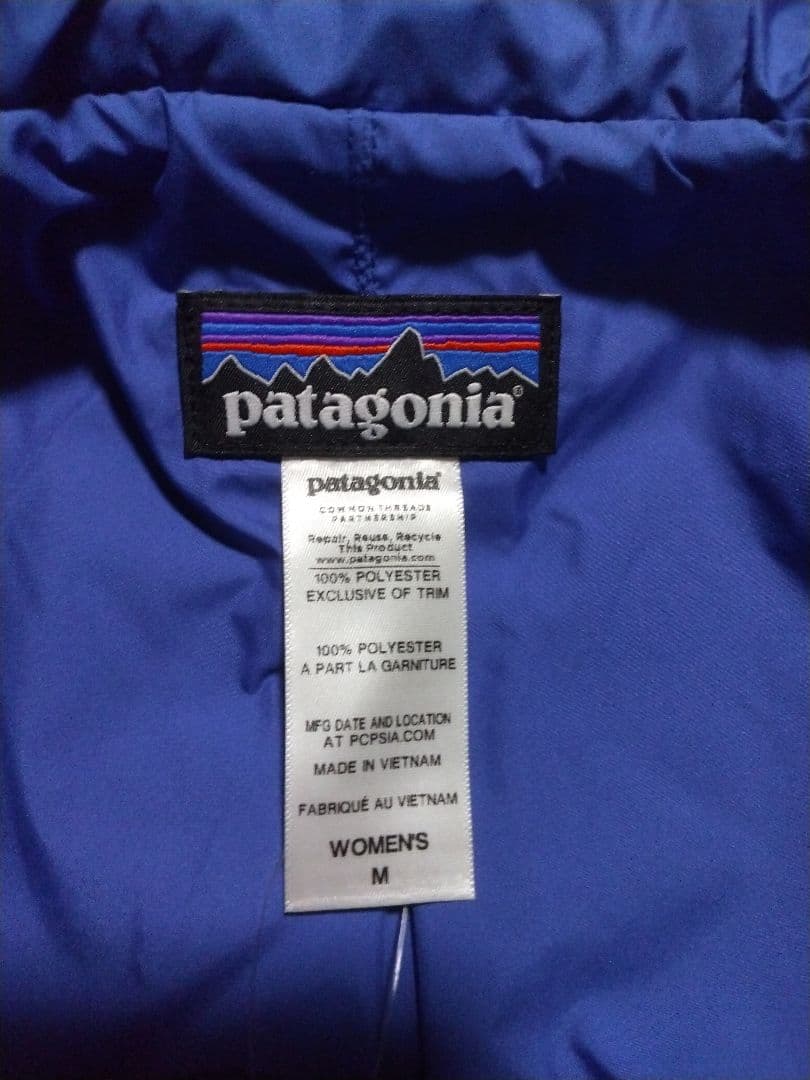 patagonia®
patagonia®
COMMON THREADS
PARTNERSHIP
Repair, Reuse, Recycle
This Product
www.patagonia.com
100% POLYESTER
EXCLUSIVE OF TRIM
100% POLYESTER
A PART LA GARNITURE
MFG DATE AND LOCATION
AT PCPSIA.COM
MADE IN VIETNAM
FABRIQUÉ AU VIETNAM
WOMEN'S
M